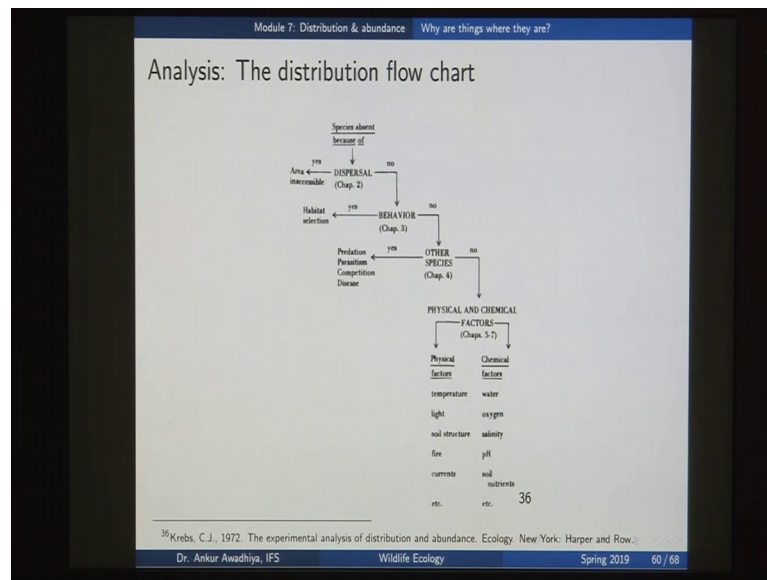 Module 7: Distribution & abundance Why are things where they are?
Analysis: The distribution flow chart
Species absent
because of
yes no
Area DISPERSAL
inaccessible (Chap. 2)
Habitat yes BEHAVIOR no
selection (Chap. 3)
Predation yes OTHER no
Parasitism SPECIES
Competition (Chap. 4)
Disease
PHYSICAL AND CHEMICAL
FACTORS
(Chaps. 5-7)
Physical Chemical
factors factors
temperature water
light oxygen
soil structure salinity
fire pH
currents soil
nutrients
etc. etc. 36
36 Krebs, C.J., 1972. The experimental analysis of distribution and abundance. Ecology. New York: Harper and Row.
Dr. Ankur Awadhiya, IFS Wildlife Ecology Spring 2019 60 / 68